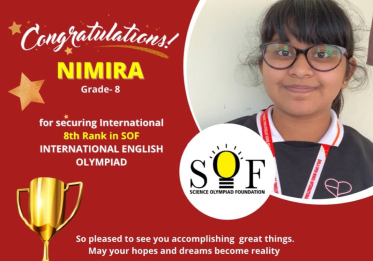 Congratulations!
NIMIRA
Grade- 8
for securing International
8th Rank in SOF
INTERNATIONAL ENGLISH
OLYMPIAD
SOF
SCIENCE OLYMPIAD FOUNDATION
So pleased to see you accomplishing great things.
May your hopes and dreams become reality